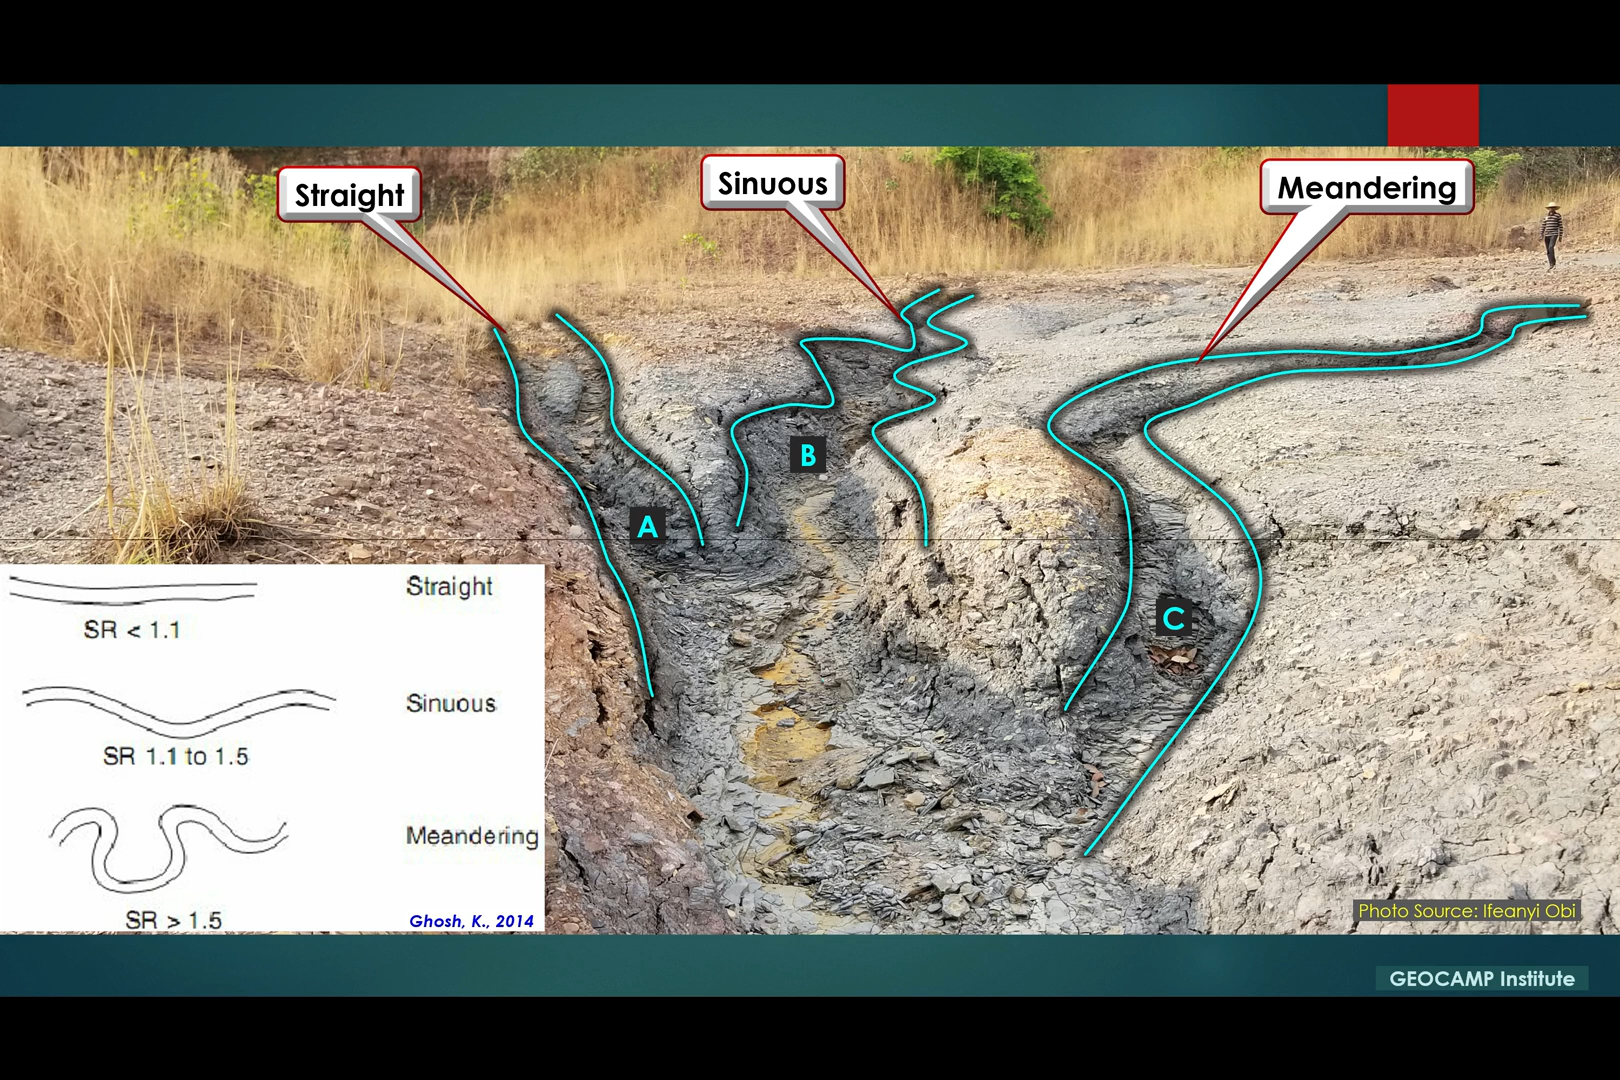 Straight
Sinuous
Meandering
B
A
C
Straight
SR < 1.1
Sinuous
SR 1.1 to 1.5
Meandering
SR > 1.5
Ghosh, K., 2014
Photo Source: Ifeanyi Obi
GEOCAMP Institute